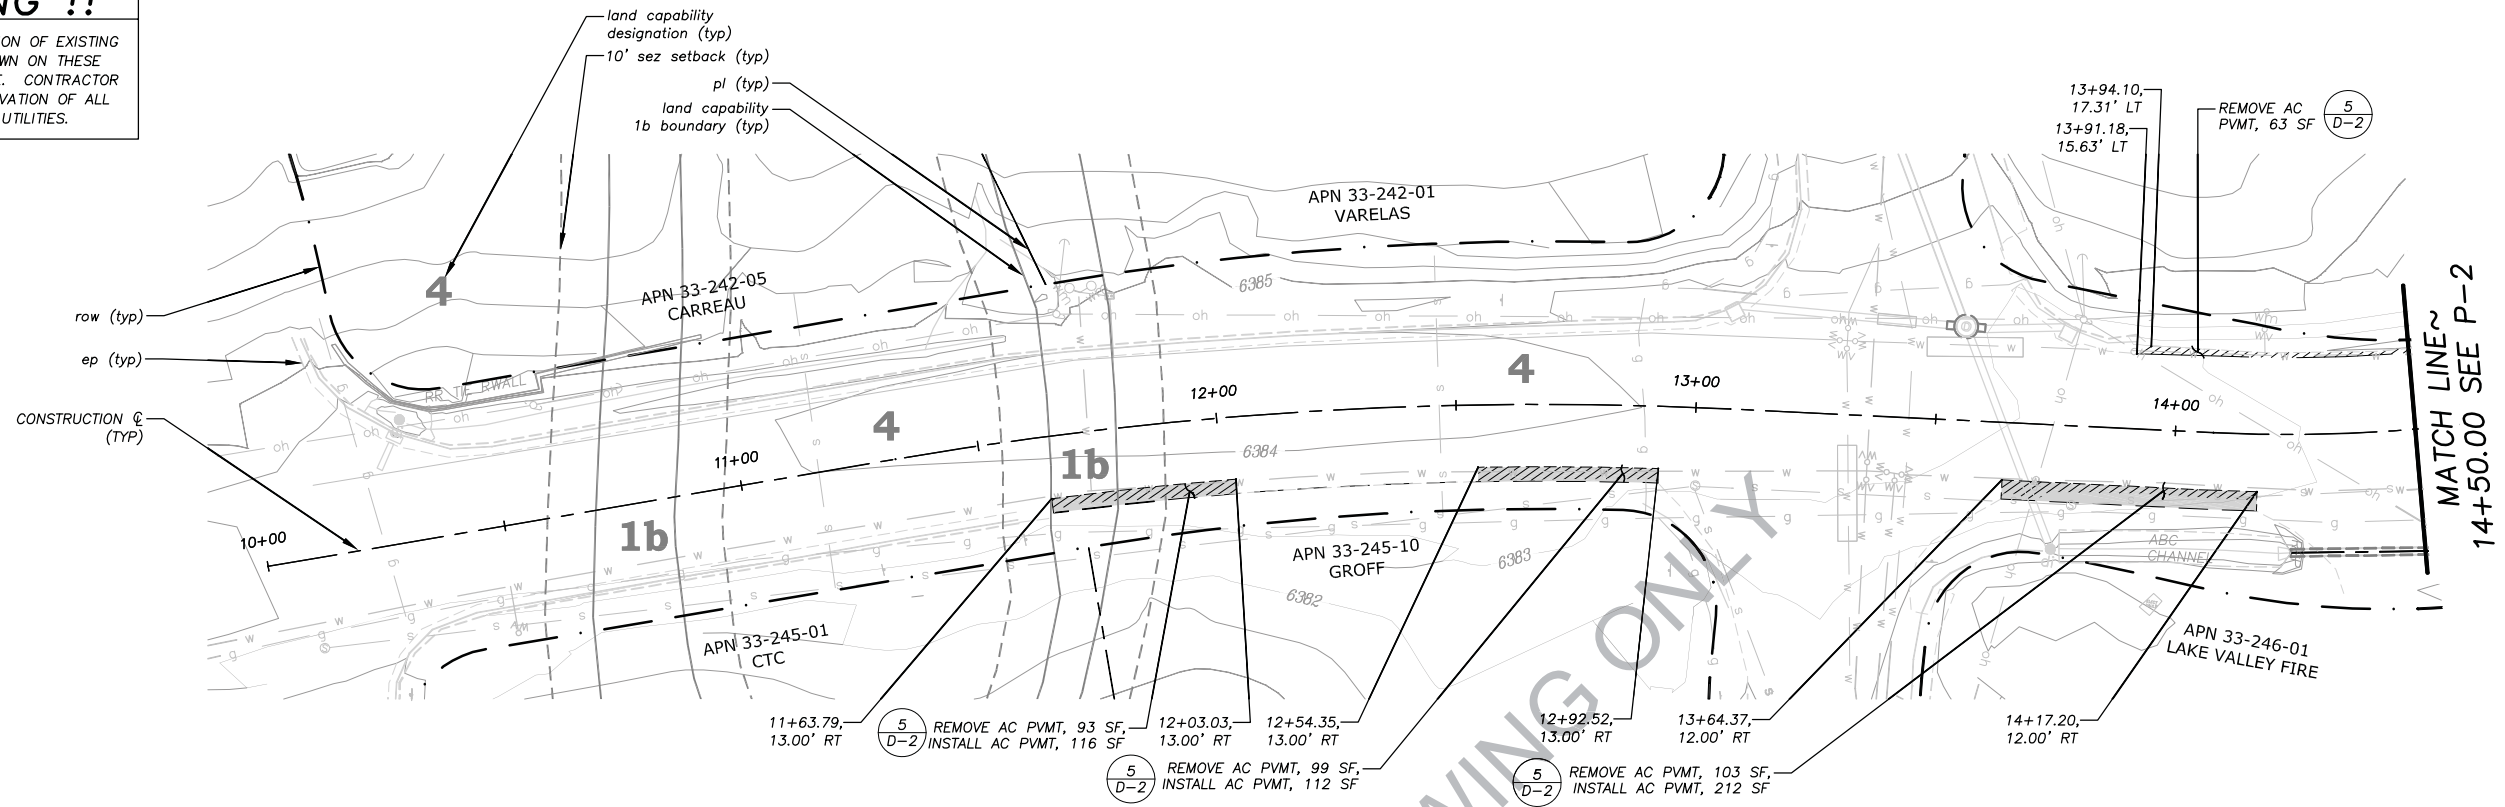 NG !!
ON OF EXISTING
WN ON THESE
E. CONTRACTOR
VATION OF ALL
UTILITIES.
land capability
designation (typ)
10' sez setback (typ)
pl (typ)
land capability
1b boundary (typ)
13+94.10,
17.31' LT
13+91.18,
15.63' LT
REMOVE AC
PVMT, 63 SF
5
D-2
APN 33-242-01
VARELAS
APN 33-242-05
CARREAU
4
6385
row (typ)
ep (typ)
RR TIE RWALL
CONSTRUCTION ℄
(TYP)
10+00
11+00
12+00
13+00
14+00
4
4
1b
1b
6384
MATCH LINE~
14+50.00 SEE P-2
APN 33-245-10
GROFF
6383
6382
APN 33-245-01
CTC
ABC
CHANNEL
APN 33-246-01
LAKE VALLEY FIRE
11+63.79,
13.00' RT
5
D-2
REMOVE AC PVMT, 93 SF,
INSTALL AC PVMT, 116 SF
12+03.03,
13.00' RT
12+54.35,
13.00' RT
12+92.52,
13.00' RT
13+64.37,
12.00' RT
14+17.20,
12.00' RT
5
D-2
REMOVE AC PVMT, 99 SF,
INSTALL AC PVMT, 112 SF
5
D-2
REMOVE AC PVMT, 103 SF,
INSTALL AC PVMT, 212 SF
WING ONLY